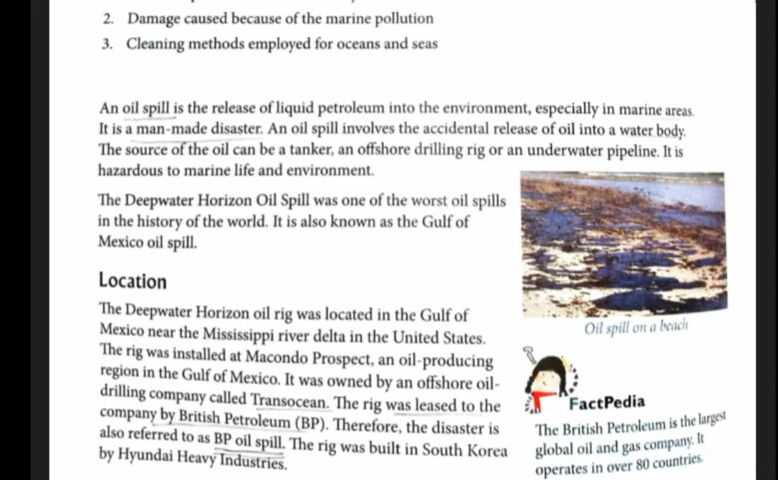 2. Damage caused because of the marine pollution
3. Cleaning methods employed for oceans and seas
An oil spill is the release of liquid petroleum into the environment, especially in marine areas.
It is a man-made disaster. An oil spill involves the accidental release of oil into a water body.
The source of the oil can be a tanker, an offshore drilling rig or an underwater pipeline. It is
hazardous to marine life and environment.
The Deepwater Horizon Oil Spill was one of the worst oil spills
in the history of the world. It is also known as the Gulf of
Mexico oil spill.
Location
The Deepwater Horizon oil rig was located in the Gulf of
Mexico near the Mississippi river delta in the United States.
The rig was installed at Macondo Prospect, an oil-producing
region in the Gulf of Mexico. It was owned by an offshore oil-
drilling company called Transocean. The rig was leased to the
company by British Petroleum (BP). Therefore, the disaster is
also referred to as BP oil spill. The rig was built in South Korea
by Hyundai Heavy Industries.
Oil spill on a beach
FactPedia
The British Petroleum is the largest
global oil and gas company. It
operates in over 80 countries.